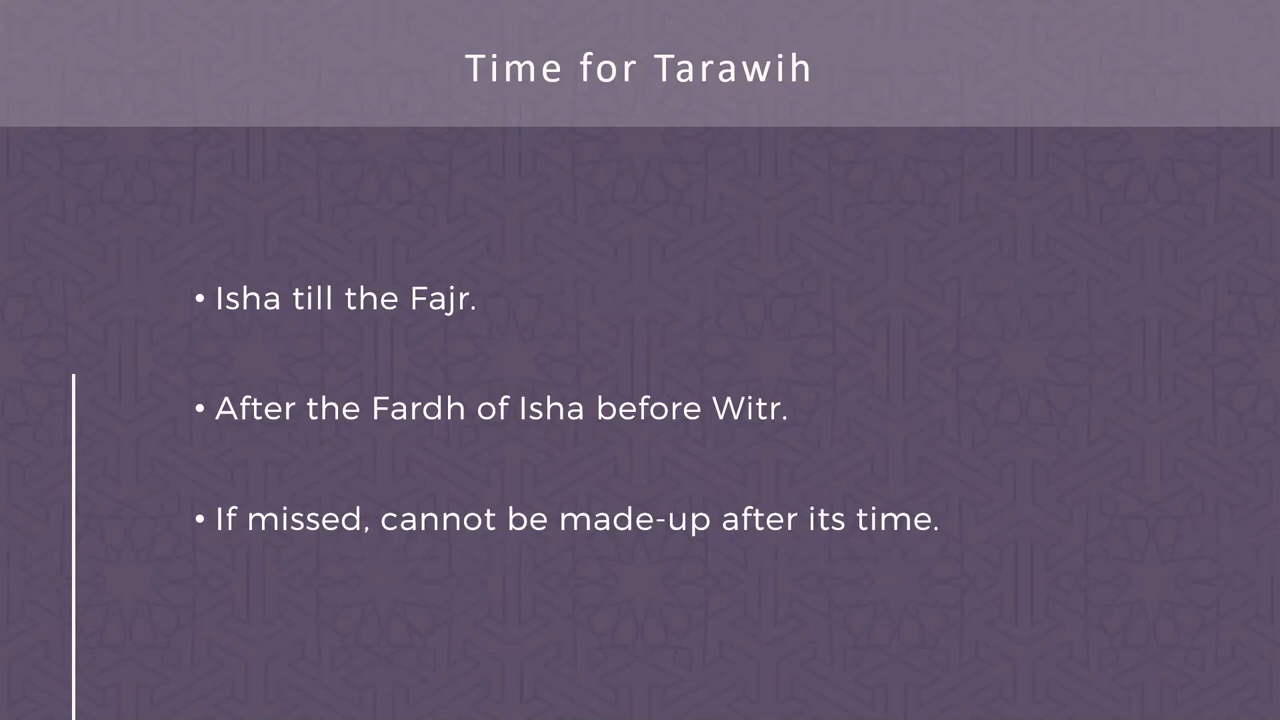 Time for Tarawih
• Isha till the Fajr.
• After the Fardh of Isha before Witr.
• If missed, cannot be made-up after its time.